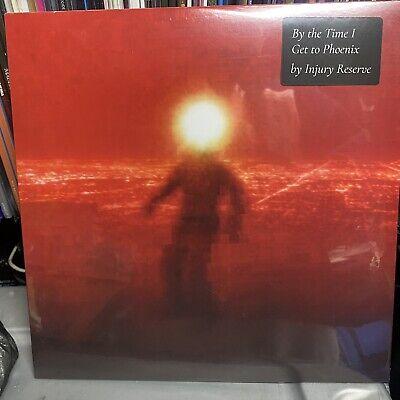 By the Time I
Get to Phoenix
by Injury Reserve